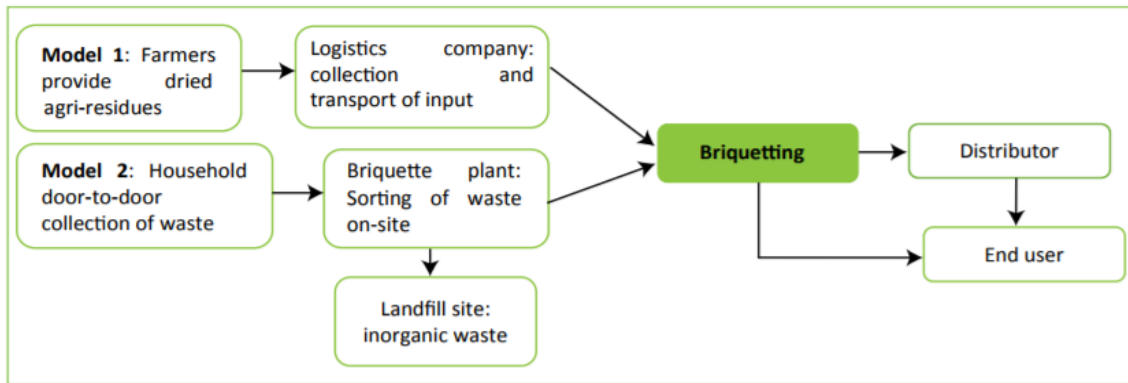 Model 1: Farmers
provide dried
agri-residues
Logistics company:
collection and
transport of input
Model 2: Household
door-to-door
collection of waste
Briquette plant:
Sorting of waste
on-site
Landfill site:
inorganic waste
Briquetting
Distributor
End user